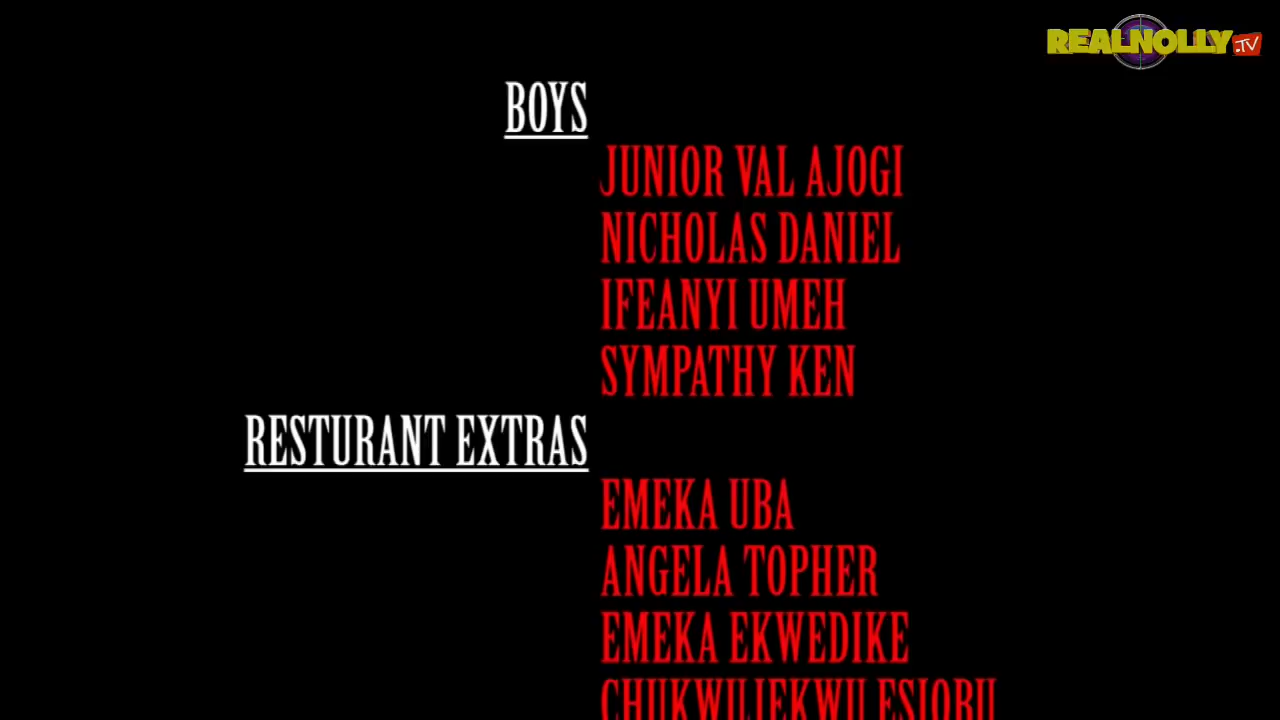 REALNOLLY.TV
BOYS
JUNIOR VAL AJOGI
NICHOLAS DANIEL
IFEANYI UMEH
SYMPATHY KEN
RESTURANT EXTRAS
EMEKA UBA
ANGELA TOPHER
EMEKA EKWEDIKE